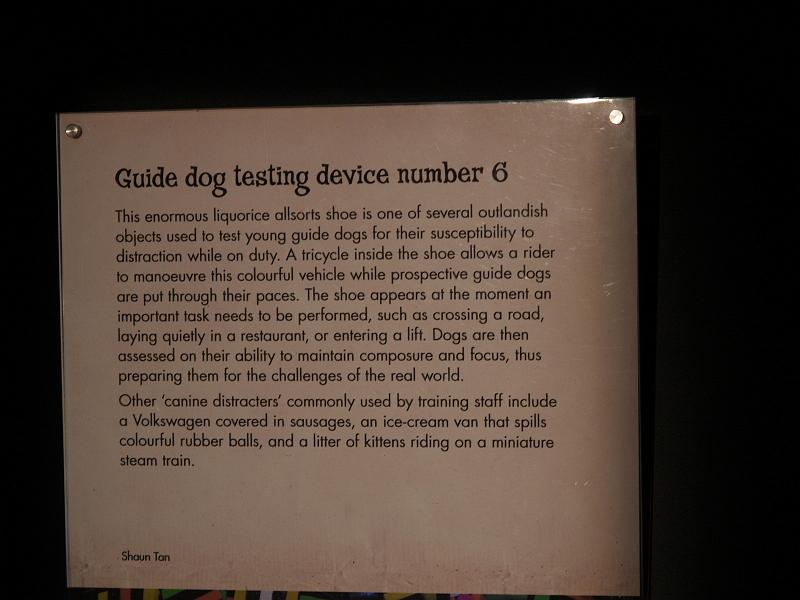 Guide dog testing device number 6
This enormous liquorice allsorts shoe is one of several outlandish
objects used to test young guide dogs for their susceptibility to
distraction while on duty. A tricycle inside the shoe allows a rider
to manoeuvre this colourful vehicle while prospective guide dogs
are put through their paces. The shoe appears at the moment an
important task needs to be performed, such as crossing a road,
laying quietly in a restaurant, or entering a lift. Dogs are then
assessed on their ability to maintain composure and focus, thus
preparing them for the challenges of the real world.
Other ‘canine distracters’ commonly used by training staff include
a Volkswagen covered in sausages, an ice-cream van that spills
colourful rubber balls, and a litter of kittens riding on a miniature
steam train.
Shaun Tan